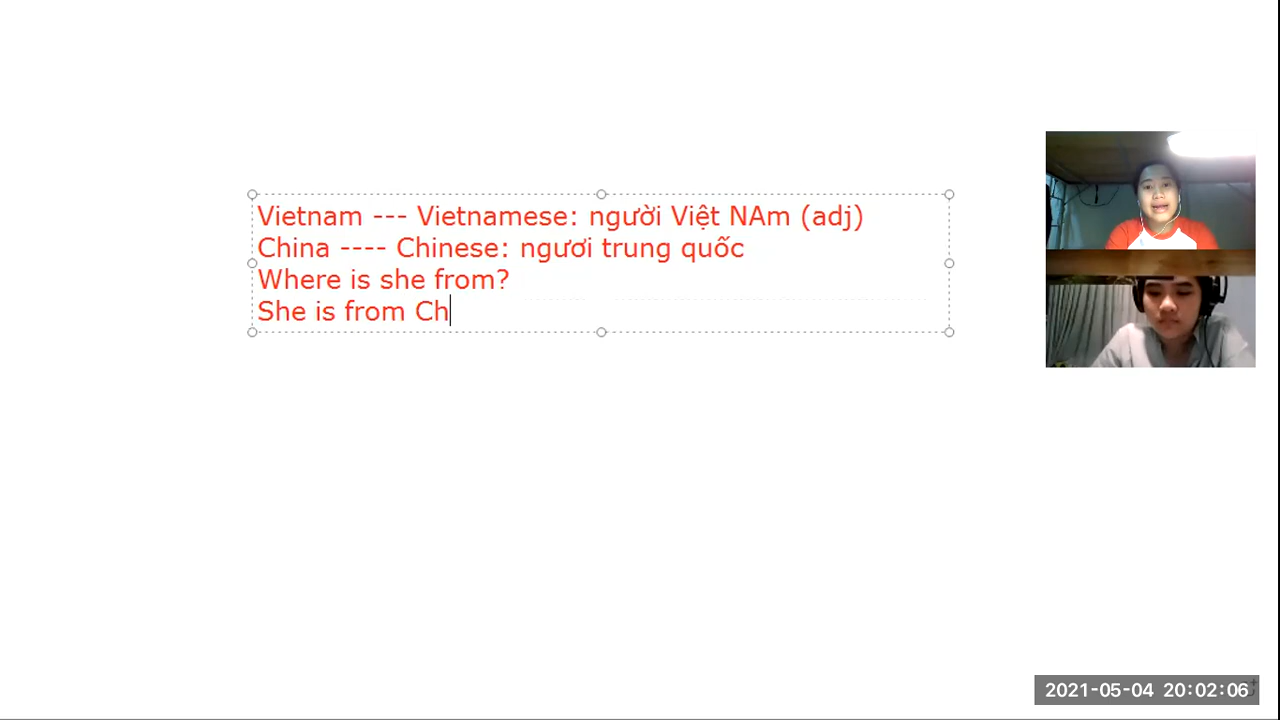 Vietnam --- Vietnamese: người Việt NAm (adj)
China ---- Chinese: ngươi trung quốc
Where is she from?
She is from Ch
2021-05-04 20:02:06